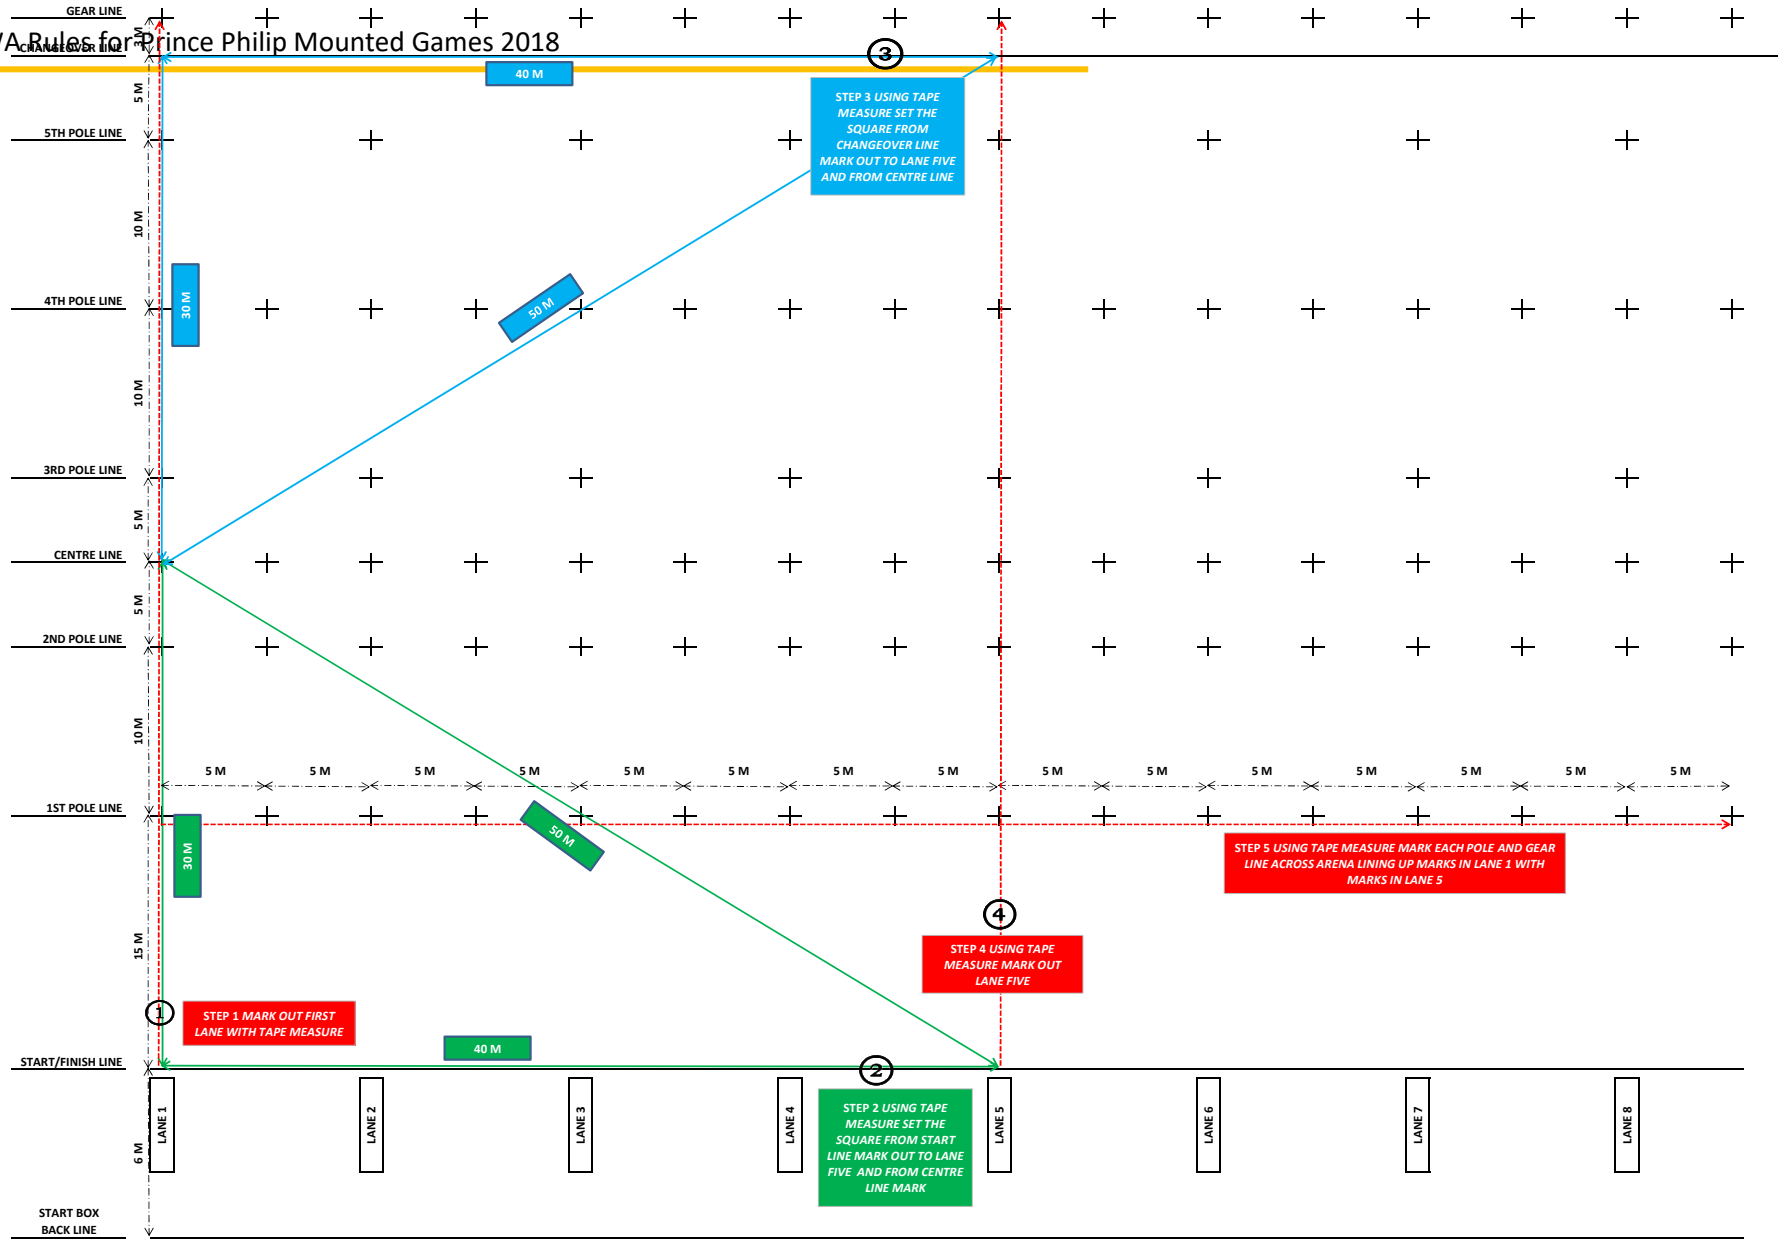 GEAR LINE
3 M
VA Rules for Prince Philip Mounted Games 2018
CHANGEOVER LINE
3
40 M
5 M
STEP 3 USING TAPE
MEASURE SET THE
SQUARE FROM
CHANGEOVER LINE
MARK OUT TO LANE FIVE
AND FROM CENTRE LINE
5TH POLE LINE
10 M
30 M
50 M
4TH POLE LINE
10 M
3RD POLE LINE
5 M
CENTRE LINE
5 M
2ND POLE LINE
10 M
5 M 5 M 5 M 5 M 5 M 5 M 5 M 5 M 5 M 5 M 5 M 5 M 5 M 5 M 5 M
1ST POLE LINE
30 M
50 M
STEP 5 USING TAPE MEASURE MARK EACH POLE AND GEAR
LINE ACROSS ARENA LINING UP MARKS IN LANE 1 WITH
MARKS IN LANE 5
4
15 M
STEP 4 USING TAPE
MEASURE MARK OUT
LANE FIVE
1
STEP 1 MARK OUT FIRST
LANE WITH TAPE MEASURE
40 M
START/FINISH LINE
2
LANE 1
LANE 2
LANE 3
LANE 4
LANE 5
LANE 6
LANE 7
LANE 8
STEP 2 USING TAPE
MEASURE SET THE
SQUARE FROM START
LINE MARK OUT TO LANE
FIVE AND FROM CENTRE
LINE MARK
6 M
START BOX
BACK LINE